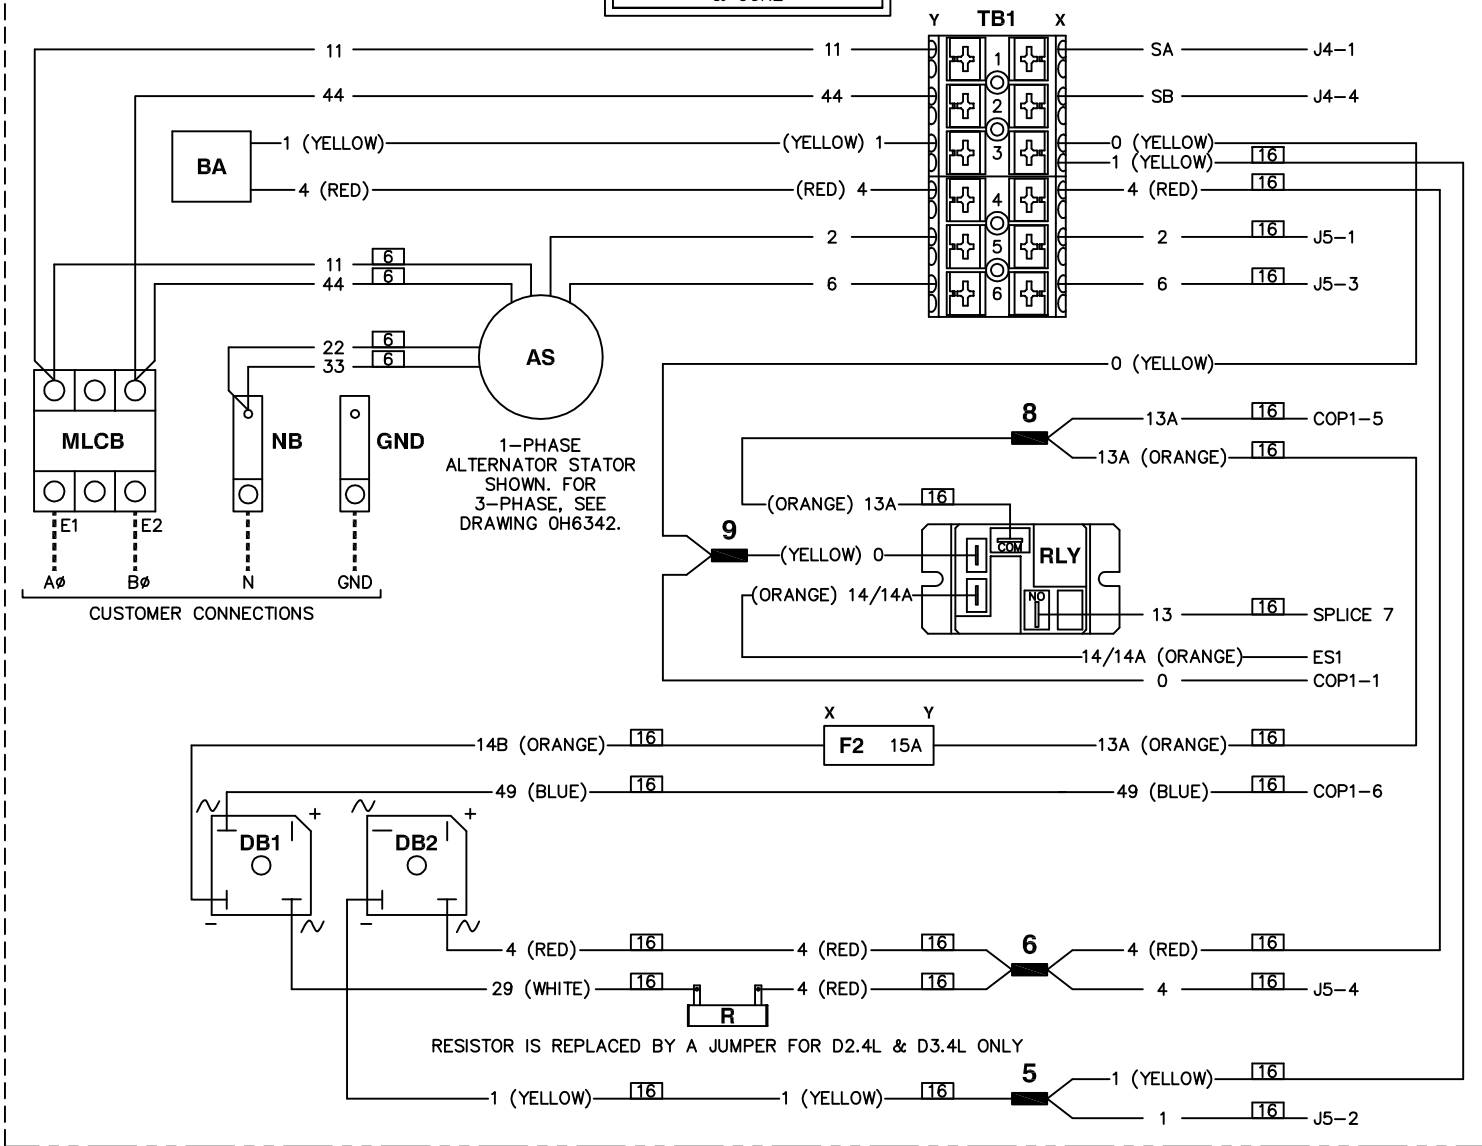 Y TB1 X
11 11 1 SA J4-1
44 44 2 SB J4-4
BA 1 (YELLOW) (YELLOW) 1 3 0 (YELLOW)
1 (YELLOW) 16
4 (RED) (RED) 4 4 4 (RED) 16
2 5 2 16 J5-1
11 6
44 6 6 6 6 16 J5-3
22 6
33 6
AS
0 (YELLOW)
MLCB NB GND
1-PHASE
ALTERNATOR STATOR
SHOWN. FOR
3-PHASE, SEE
DRAWING 0H6342.
8 13A 16 COP1-5
13A (ORANGE) 16
(ORANGE) 13A 16
E1 E2
9 (YELLOW) 0 COM RLY
Aø Bø N GND
CUSTOMER CONNECTIONS
(ORANGE) 14/14A NO
13 16 SPLICE 7
14/14A (ORANGE) ES1
0 COP1-1
X Y
14B (ORANGE) 16 F2 15A 13A (ORANGE) 16
49 (BLUE) 16 49 (BLUE) 16 COP1-6
+ +
DB1 DB2
- -
4 (RED) 16 4 (RED) 16 6 4 (RED) 16
29 (WHITE) 16 R 4 (RED) 16 4 16 J5-4
RESISTOR IS REPLACED BY A JUMPER FOR D2.4L & D3.4L ONLY
1 (YELLOW) 16 1 (YELLOW) 16 5 1 (YELLOW) 16
1 16 J5-2